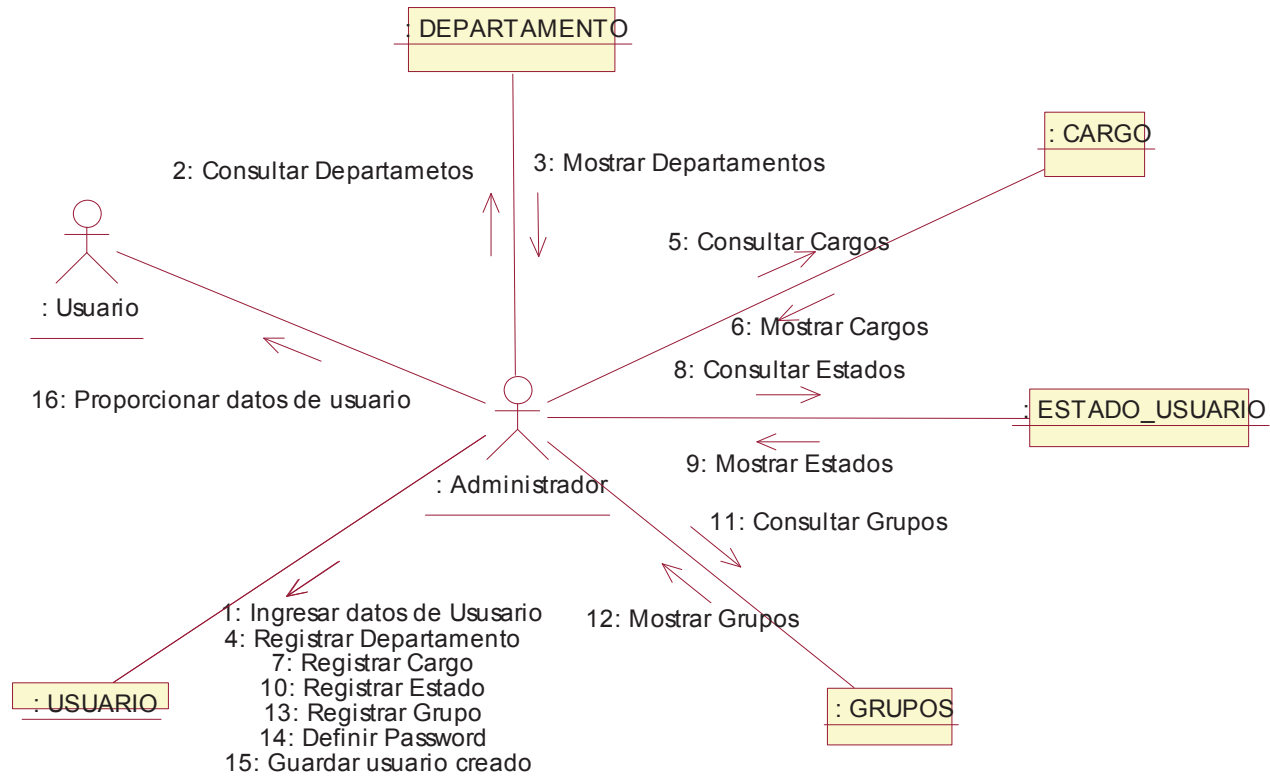 : DEPARTAMENTO
: CARGO
2: Consultar Departametos
3: Mostrar Departamentos
5: Consultar Cargos
: Usuario
6: Mostrar Cargos
8: Consultar Estados
16: Proporcionar datos de usuario
: ESTADO_USUARIO
9: Mostrar Estados
: Administrador
11: Consultar Grupos
1: Ingresar datos de Ususario
12: Mostrar Grupos
4: Registrar Departamento
7: Registrar Cargo
10: Registrar Estado
13: Registrar Grupo
14: Definir Password
15: Guardar usuario creado
: USUARIO
: GRUPOS